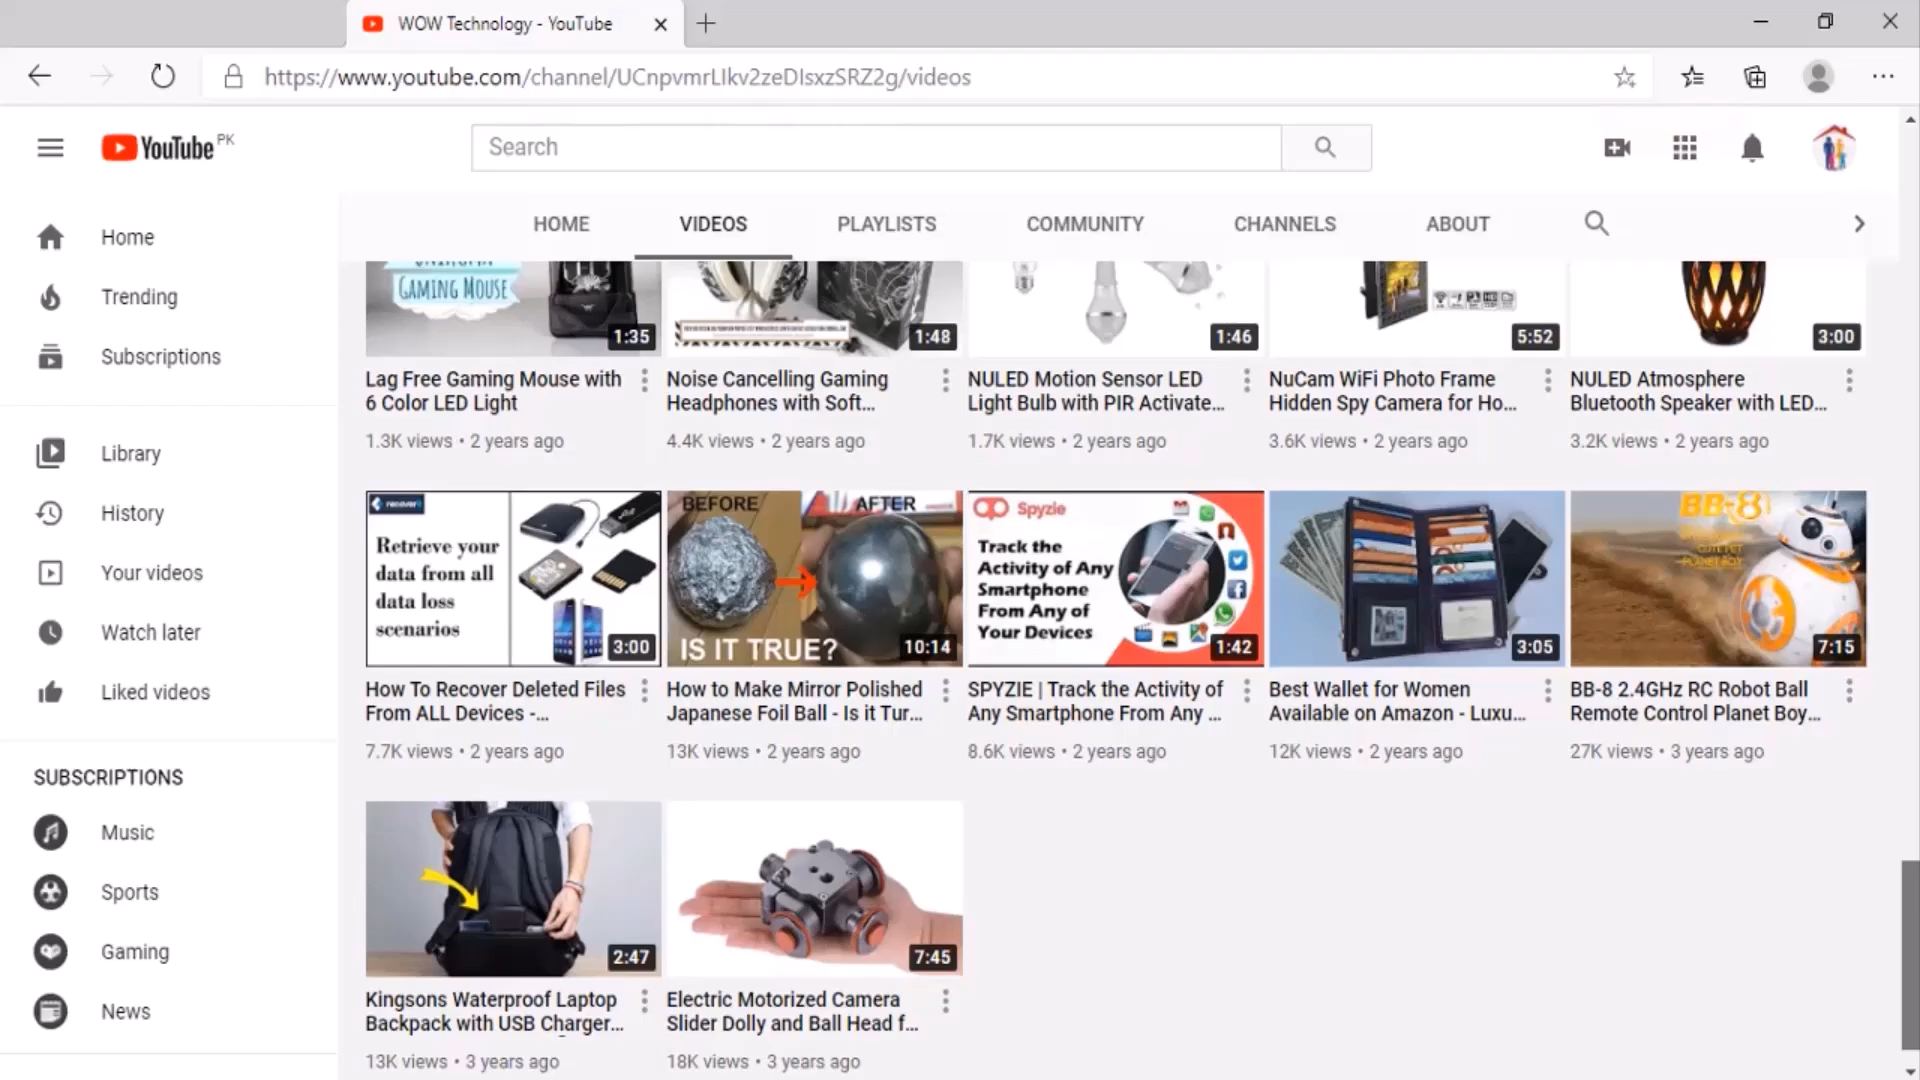 WOW Technology - YouTube
https://www.youtube.com/channel/UCnpvmrLIkv2zeDIsxzSRZ2g/videos
YouTube PK
Search
Home
Trending
Subscriptions
Library
History
Your videos
Watch later
Liked videos
SUBSCRIPTIONS
Music
Sports
Gaming
News
HOME VIDEOS PLAYLISTS COMMUNITY CHANNELS ABOUT
GAMING MOUSE
1:35 1:48 1:46 5:52 3:00
Lag Free Gaming Mouse with
6 Color LED Light
1.3K views • 2 years ago
Noise Cancelling Gaming
Headphones with Soft...
4.4K views • 2 years ago
NULED Motion Sensor LED
Light Bulb with PIR Activate...
1.7K views • 2 years ago
NuCam WiFi Photo Frame
Hidden Spy Camera for Ho...
3.6K views • 2 years ago
NULED Atmosphere
Bluetooth Speaker with LED...
3.2K views • 2 years ago
recoverit
Retrieve your
data from all
data loss
scenarios
3:00
BEFORE AFTER
IS IT TRUE?
10:14
Spyzie
Track the
Activity of Any
Smartphone
From Any of
Your Devices
1:42
3:05
BB-8
7:15
How To Recover Deleted Files
From ALL Devices -...
7.7K views • 2 years ago
How to Make Mirror Polished
Japanese Foil Ball - Is it Tur...
13K views • 2 years ago
SPYZIE | Track the Activity of
Any Smartphone From Any ...
8.6K views • 2 years ago
Best Wallet for Women
Available on Amazon - Luxu...
12K views • 2 years ago
BB-8 2.4GHz RC Robot Ball
Remote Control Planet Boy...
27K views • 3 years ago
2:47
7:45
Kingsons Waterproof Laptop
Backpack with USB Charger...
13K views • 3 years ago
Electric Motorized Camera
Slider Dolly and Ball Head f...
18K views • 3 years ago